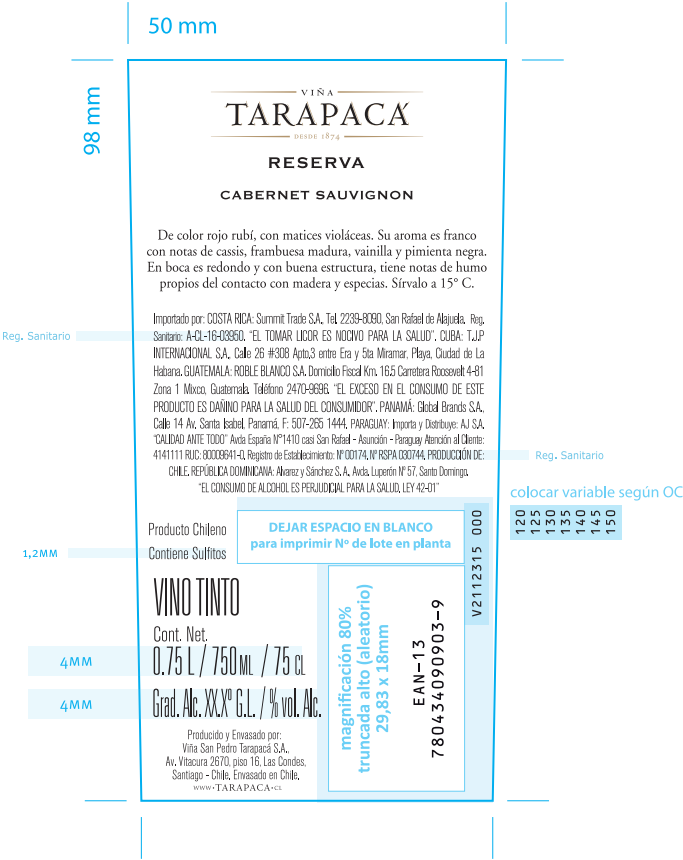 50 mm
98 mm
VIÑA
TARAPACÁ
DESDE 1874
RESERVA
CABERNET SAUVIGNON
De color rojo rubí, con matices violáceas. Su aroma es franco
con notas de cassis, frambuesa madura, vainilla y pimienta negra.
En boca es redondo y con buena estructura, tiene notas de humo
propios del contacto con madera y especias. Sírvalo a 15° C.
Importado por: COSTA RICA: Summit Trade S.A., Tel. 2239-8090, San Rafael de Alajuela, Reg.
Reg. Sanitario
Sanitario: A-CL-16-03950. “EL TOMAR LICOR ES NOCIVO PARA LA SALUD”. CUBA: T.J.P
INTERNACIONAL S.A, Calle 26 #308 Apto,3 entre Era y 5ta Miramar, Playa, Ciudad de La
Habana. GUATEMALA: ROBLE BLANCO S.A. Domicilio Fiscal Km. 16.5 Carretera Roosevelt 4-81
Zona 1 Mixco, Guatemala. Teléfono 2470-9696. “EL EXCESO EN EL CONSUMO DE ESTE
PRODUCTO ES DAÑINO PARA LA SALUD DEL CONSUMIDOR”. PANAMÁ: Global Brands S.A.,
Calle 14 Av. Santa Isabel, Panamá, F: 507-265 1444. PARAGUAY: Importa y Distribuye: AJ S.A.
“CALIDAD ANTE TODO” Avda España N°1410 casi San Rafael - Asunción - Paraguay Atención al Cliente:
4141111 RUC: 80009641-0, Registro de Establecimiento: N° 00174, N° RSPA 030744. PRODUCCIÓN DE:
Reg. Sanitario
CHILE. REPÚBLICA DOMINICANA: Alvarez y Sánchez S. A., Avda. Luperón N° 57, Santo Domingo.
“EL CONSUMO DE ALCOHOL ES PERJUDICIAL PARA LA SALUD, LEY 42-01”
colocar variable según OC
120
125
130
135
140
145
150
V2112315 000
Producto Chileno
Contiene Sulfitos
1,2MM
DEJAR ESPACIO EN BLANCO
para imprimir Nº de lote en planta
VINO TINTO
Cont. Net.
0.75 L / 750 ML / 75 CL
4MM
Grad. Alc. XX.X° G.L. / % vol. Alc.
4MM
magnificación 80%
truncada alto (aleatorio)
29,83 x 18mm
EAN-13
780434090903-9
Producido y Envasado por:
Viña San Pedro Tarapacá S.A.,
Av. Vitacura 2670, piso 16, Las Condes,
Santiago - Chile, Envasado en Chile.
WWW•TARAPACA•CL